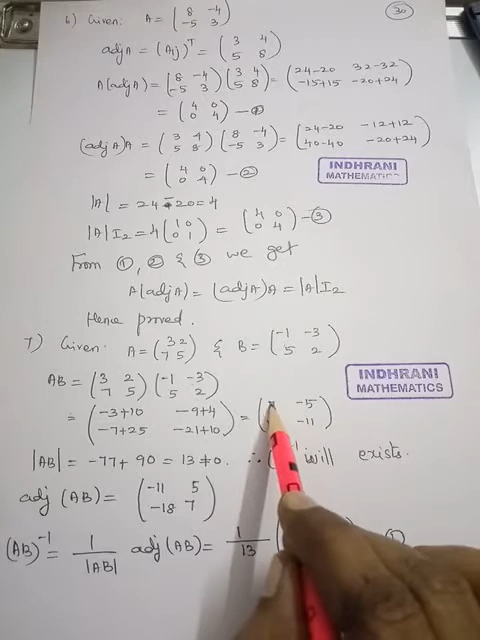 30
6) Given: A = (8 -4
-5 3)
adjA = (Aij)ᵀ = (3 4
5 8)
A(adjA) = (8 -4
-5 3) (3 4
5 8) = (24-20 32-32
-15+15 -20+24)
= (4 0
0 4) — ①
(adjA)A = (3 4
5 8) (8 -4
-5 3) = (24-20 -12+12
40-40 -20+24)
= (4 0
0 4) — ②
INDHRANI
MATHEMATICS
|A| = 24-20 = 4
|A|I₂ = 4(1 0
0 1) = (4 0
0 4) — ③
From ①, ② & ③ we get
A(adjA) = (adjA)A = |A|I₂
Hence proved.
7) Given: A = (3 2
7 5) & B = (-1 -3
5 2)
INDHRANI
MATHEMATICS
AB = (3 2
7 5) (-1 -3
5 2)
= (-3+10 -9+4
-7+25 -21+10) = ( -5
-11)
|AB| = -77+90 = 13≠0. ∴ will exists.
adj (AB) = (-11 5
-18 7)
(AB)⁻¹ = 1/|AB| adj (AB) = 1/13 ( ①